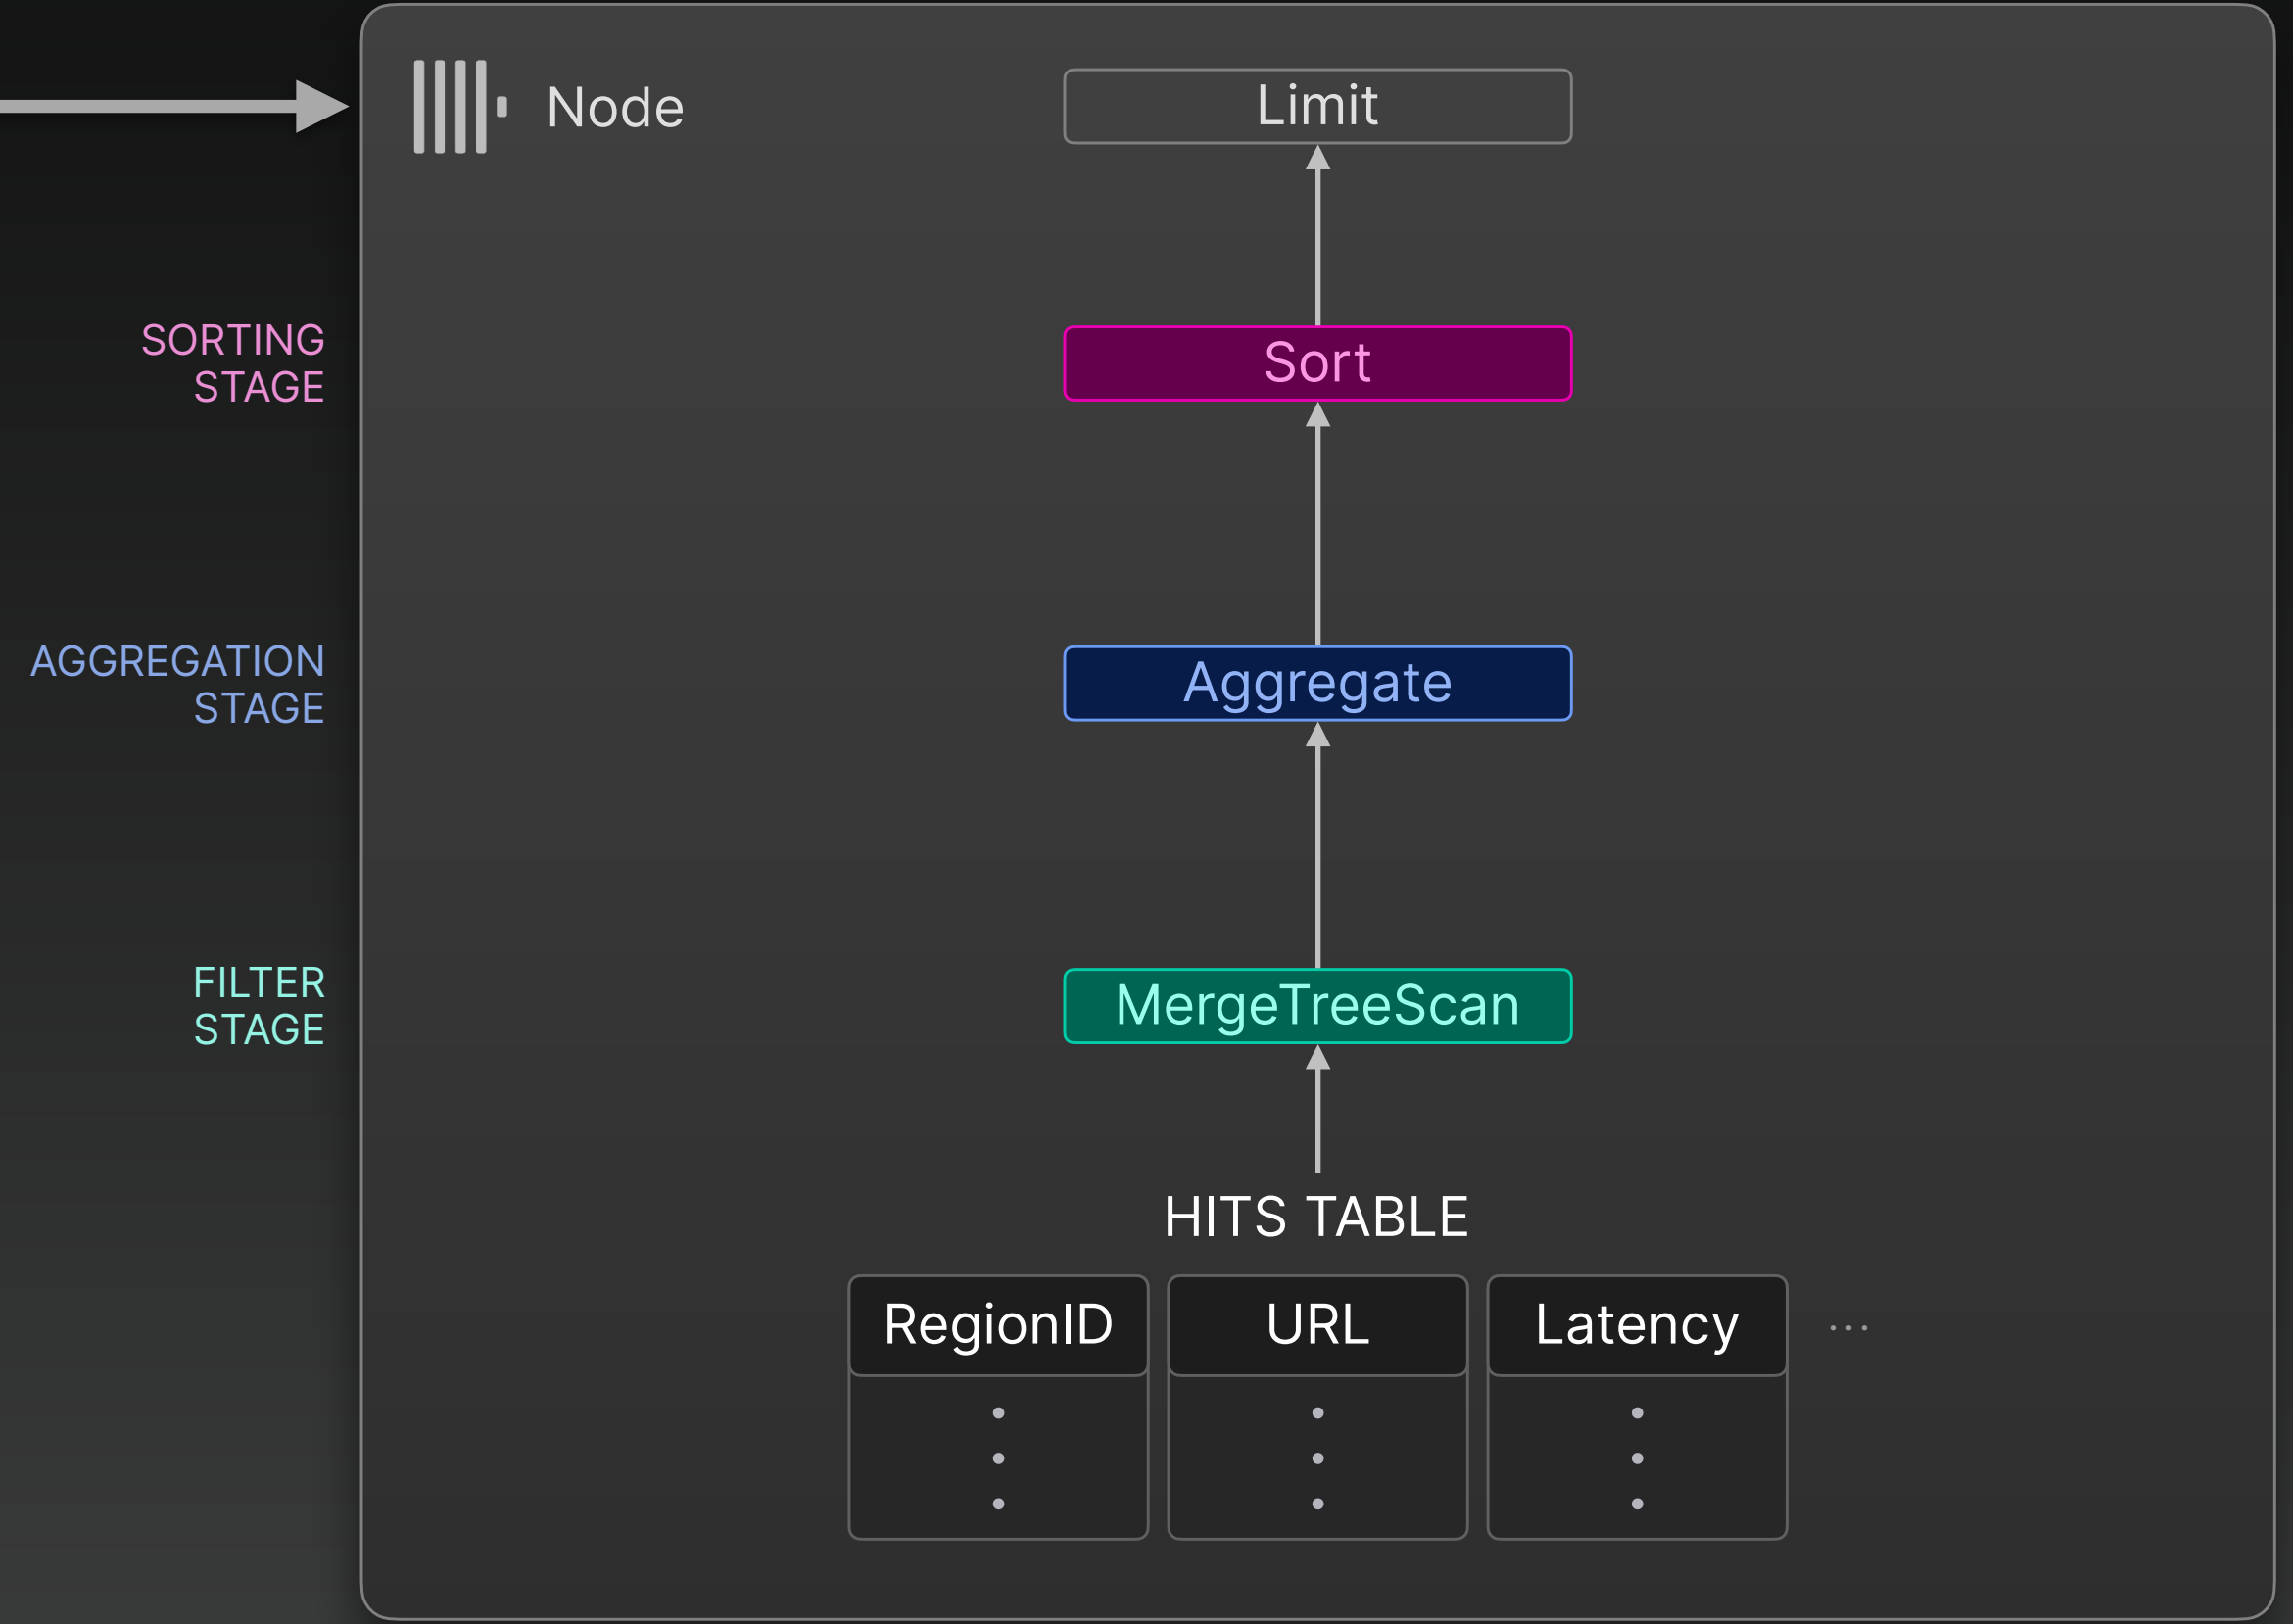 Node
Limit
SORTING
STAGE
Sort
AGGREGATION
STAGE
Aggregate
FILTER
STAGE
MergeTreeScan
HITS TABLE
RegionID
URL
Latency
...